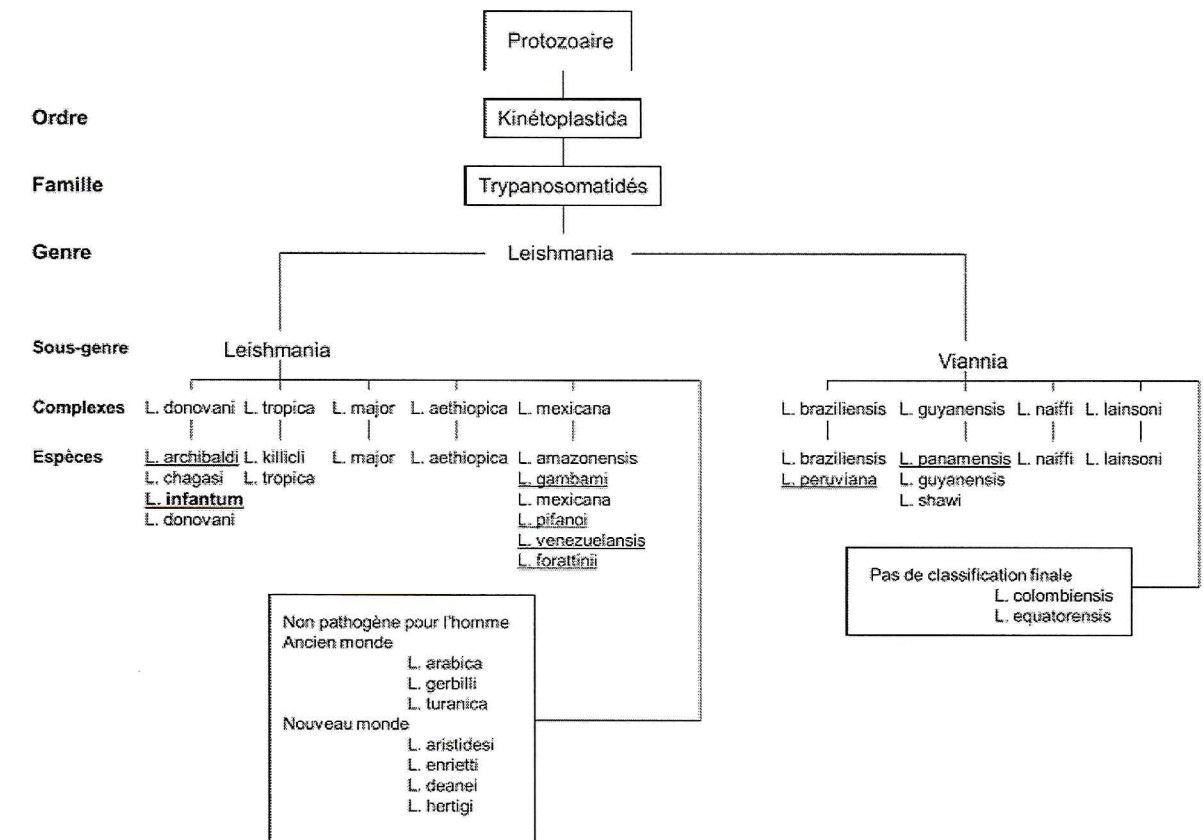 Protozoaire
Ordre Kinétoplastida
Famille Trypanosomatidés
Genre Leishmania
Sous-genre Leishmania Viannia
Complexes L. donovani L. tropica L. major L. aethiopica L. mexicana L. braziliensis L. guyanensis L. naiffi L. lainsoni
Espèces L. archibaldi L. killicli L. major L. aethiopica L. amazonensis L. braziliensis L. panamensis L. naiffi L. lainsoni
L. chagasi L. tropica L. gambami L. peruviana L. guyanensis
L. infantum L. mexicana L. shawi
L. donovani L. pifanoi
L. venezuelansis
L. forattinii
Pas de classification finale
L. colombiensis
L. equatorensis
Non pathogène pour l'homme
Ancien monde
L. arabica
L. gerbilli
L. turanica
Nouveau monde
L. aristidesi
L. enrietti
L. deanei
L. hertigi